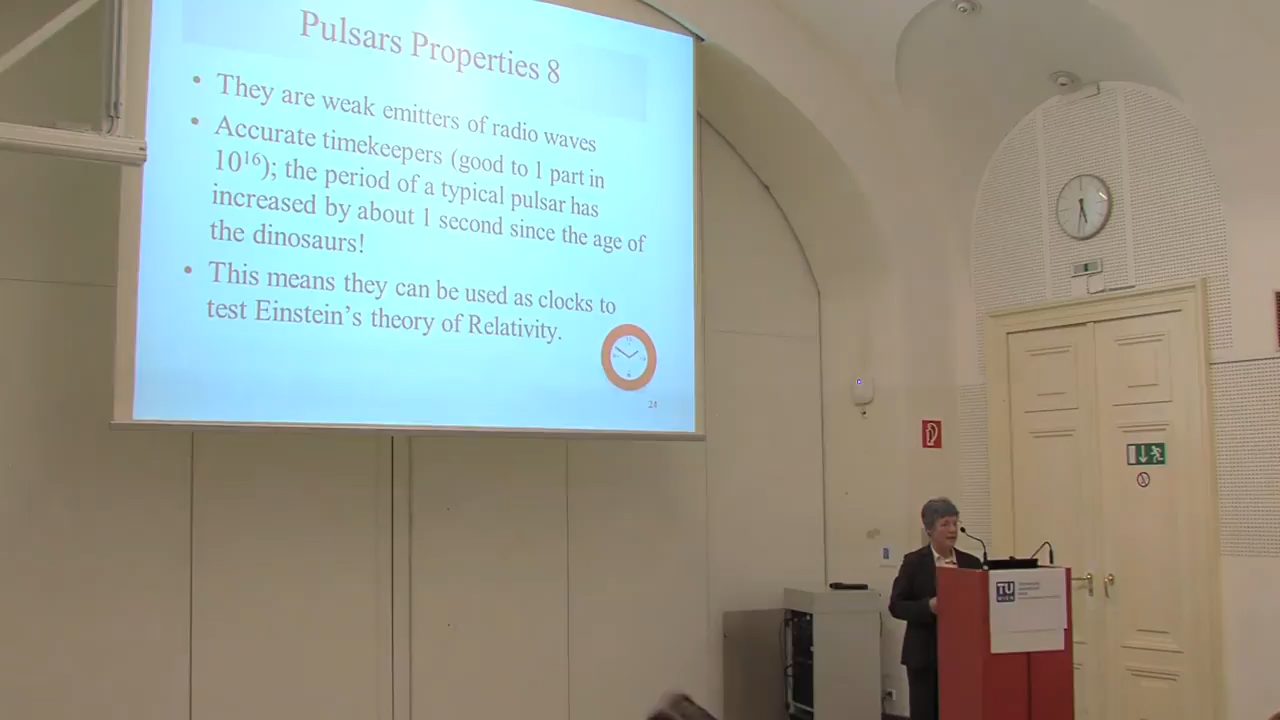 Pulsars Properties 8
• They are weak emitters of radio waves
• Accurate timekeepers (good to 1 part in
10¹⁶); the period of a typical pulsar has
increased by about 1 second since the age of
the dinosaurs!
• This means they can be used as clocks to
test Einstein's theory of Relativity.
24
TU
WIEN